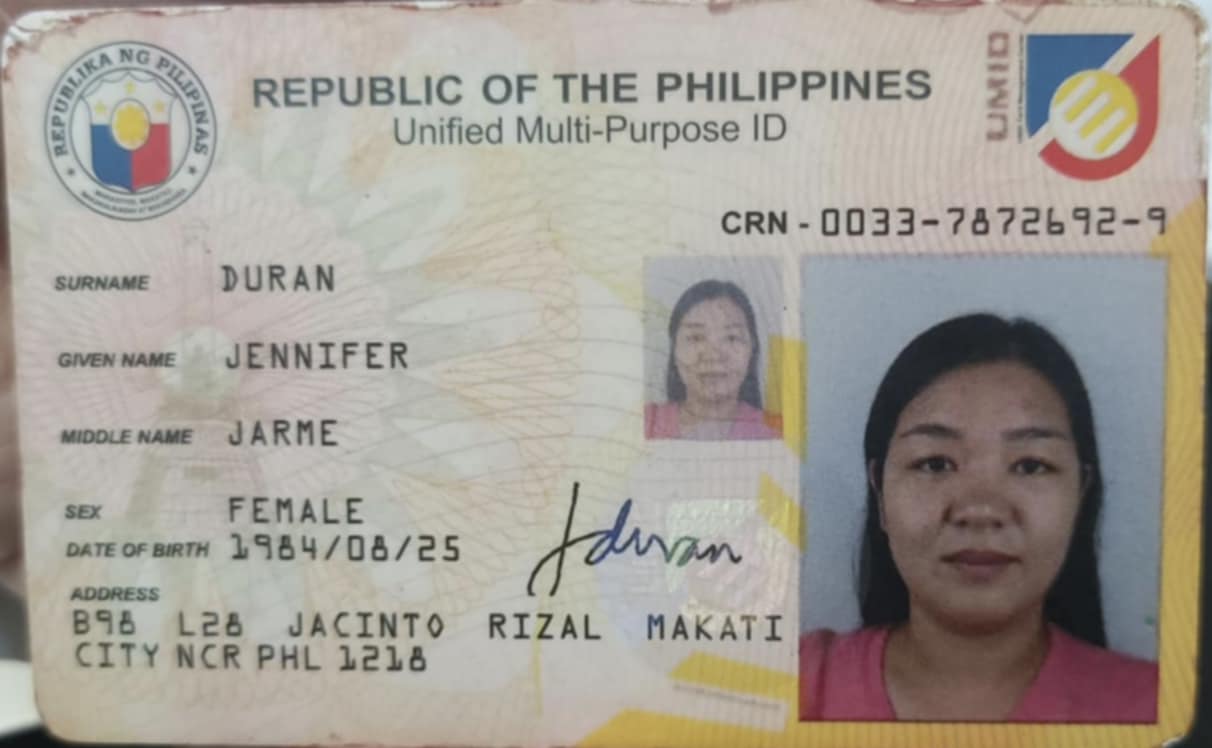 REPUBLIKA NG PILIPINAS
REPUBLIC OF THE PHILIPPINES
Unified Multi-Purpose ID
UMID
CRN - 0033-7872692-9
SURNAME DURAN
GIVEN NAME JENNIFER
MIDDLE NAME JARME
SEX FEMALE
DATE OF BIRTH 1984/08/25
Jduran
ADDRESS
B98 L28 JACINTO RIZAL MAKATI
CITY NCR PHL 1218